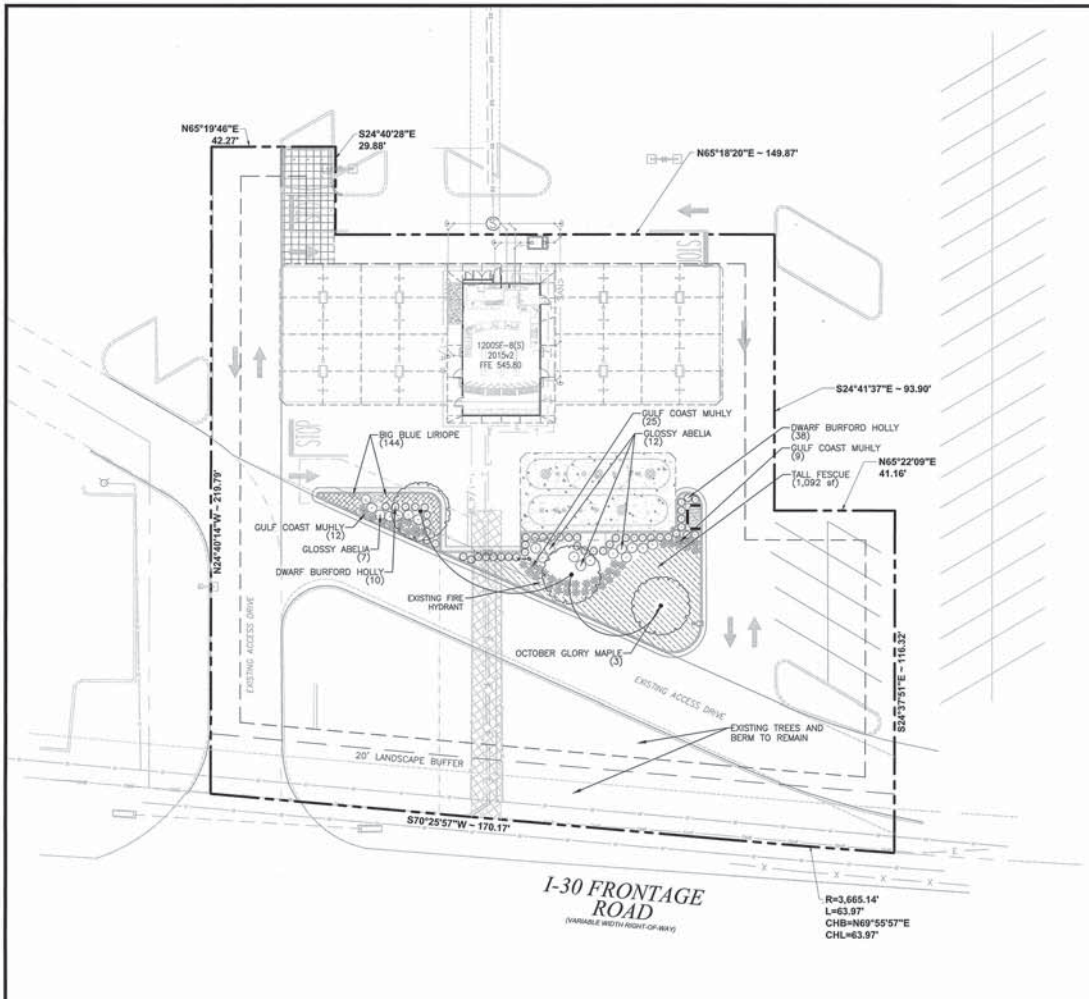 N65°19'46"E
42.27'
S24°40'28"E
29.88'
N65°18'20"E ~ 149.87'
S
STOP
1200SF-8(S)
2015v2
FFE 545.80
S24°41'37"E ~ 93.90'
GULF COAST MUHLY
(25)
GLOSSY ABELIA
(12)
DWARF BURFORD HOLLY
(38)
GULF COAST MUHLY
(9)
TALL FESCUE
(1,092 sf)
N65°22'09"E
41.16'
BIG BLUE LIRIOPE
(144)
STOP
GULF COAST MUHLY
(12)
GLOSSY ABELIA
(7)
DWARF BURFORD HOLLY
(10)
EXISTING FIRE
HYDRANT
OCTOBER GLORY MAPLE
(3)
N24°40'14"W ~ 219.79'
EXISTING ACCESS DRIVE
EXISTING ACCESS DRIVE
S24°37'51"E ~ 116.32'
EXISTING TREES AND
BERM TO REMAIN
20' LANDSCAPE BUFFER
S70°25'57"W ~ 170.17'
I-30 FRONTAGE
ROAD
(VARIABLE WIDTH RIGHT-OF-WAY)
R=3,665.14'
L=63.97'
CHB=N69°55'57"E
CHL=63.97'